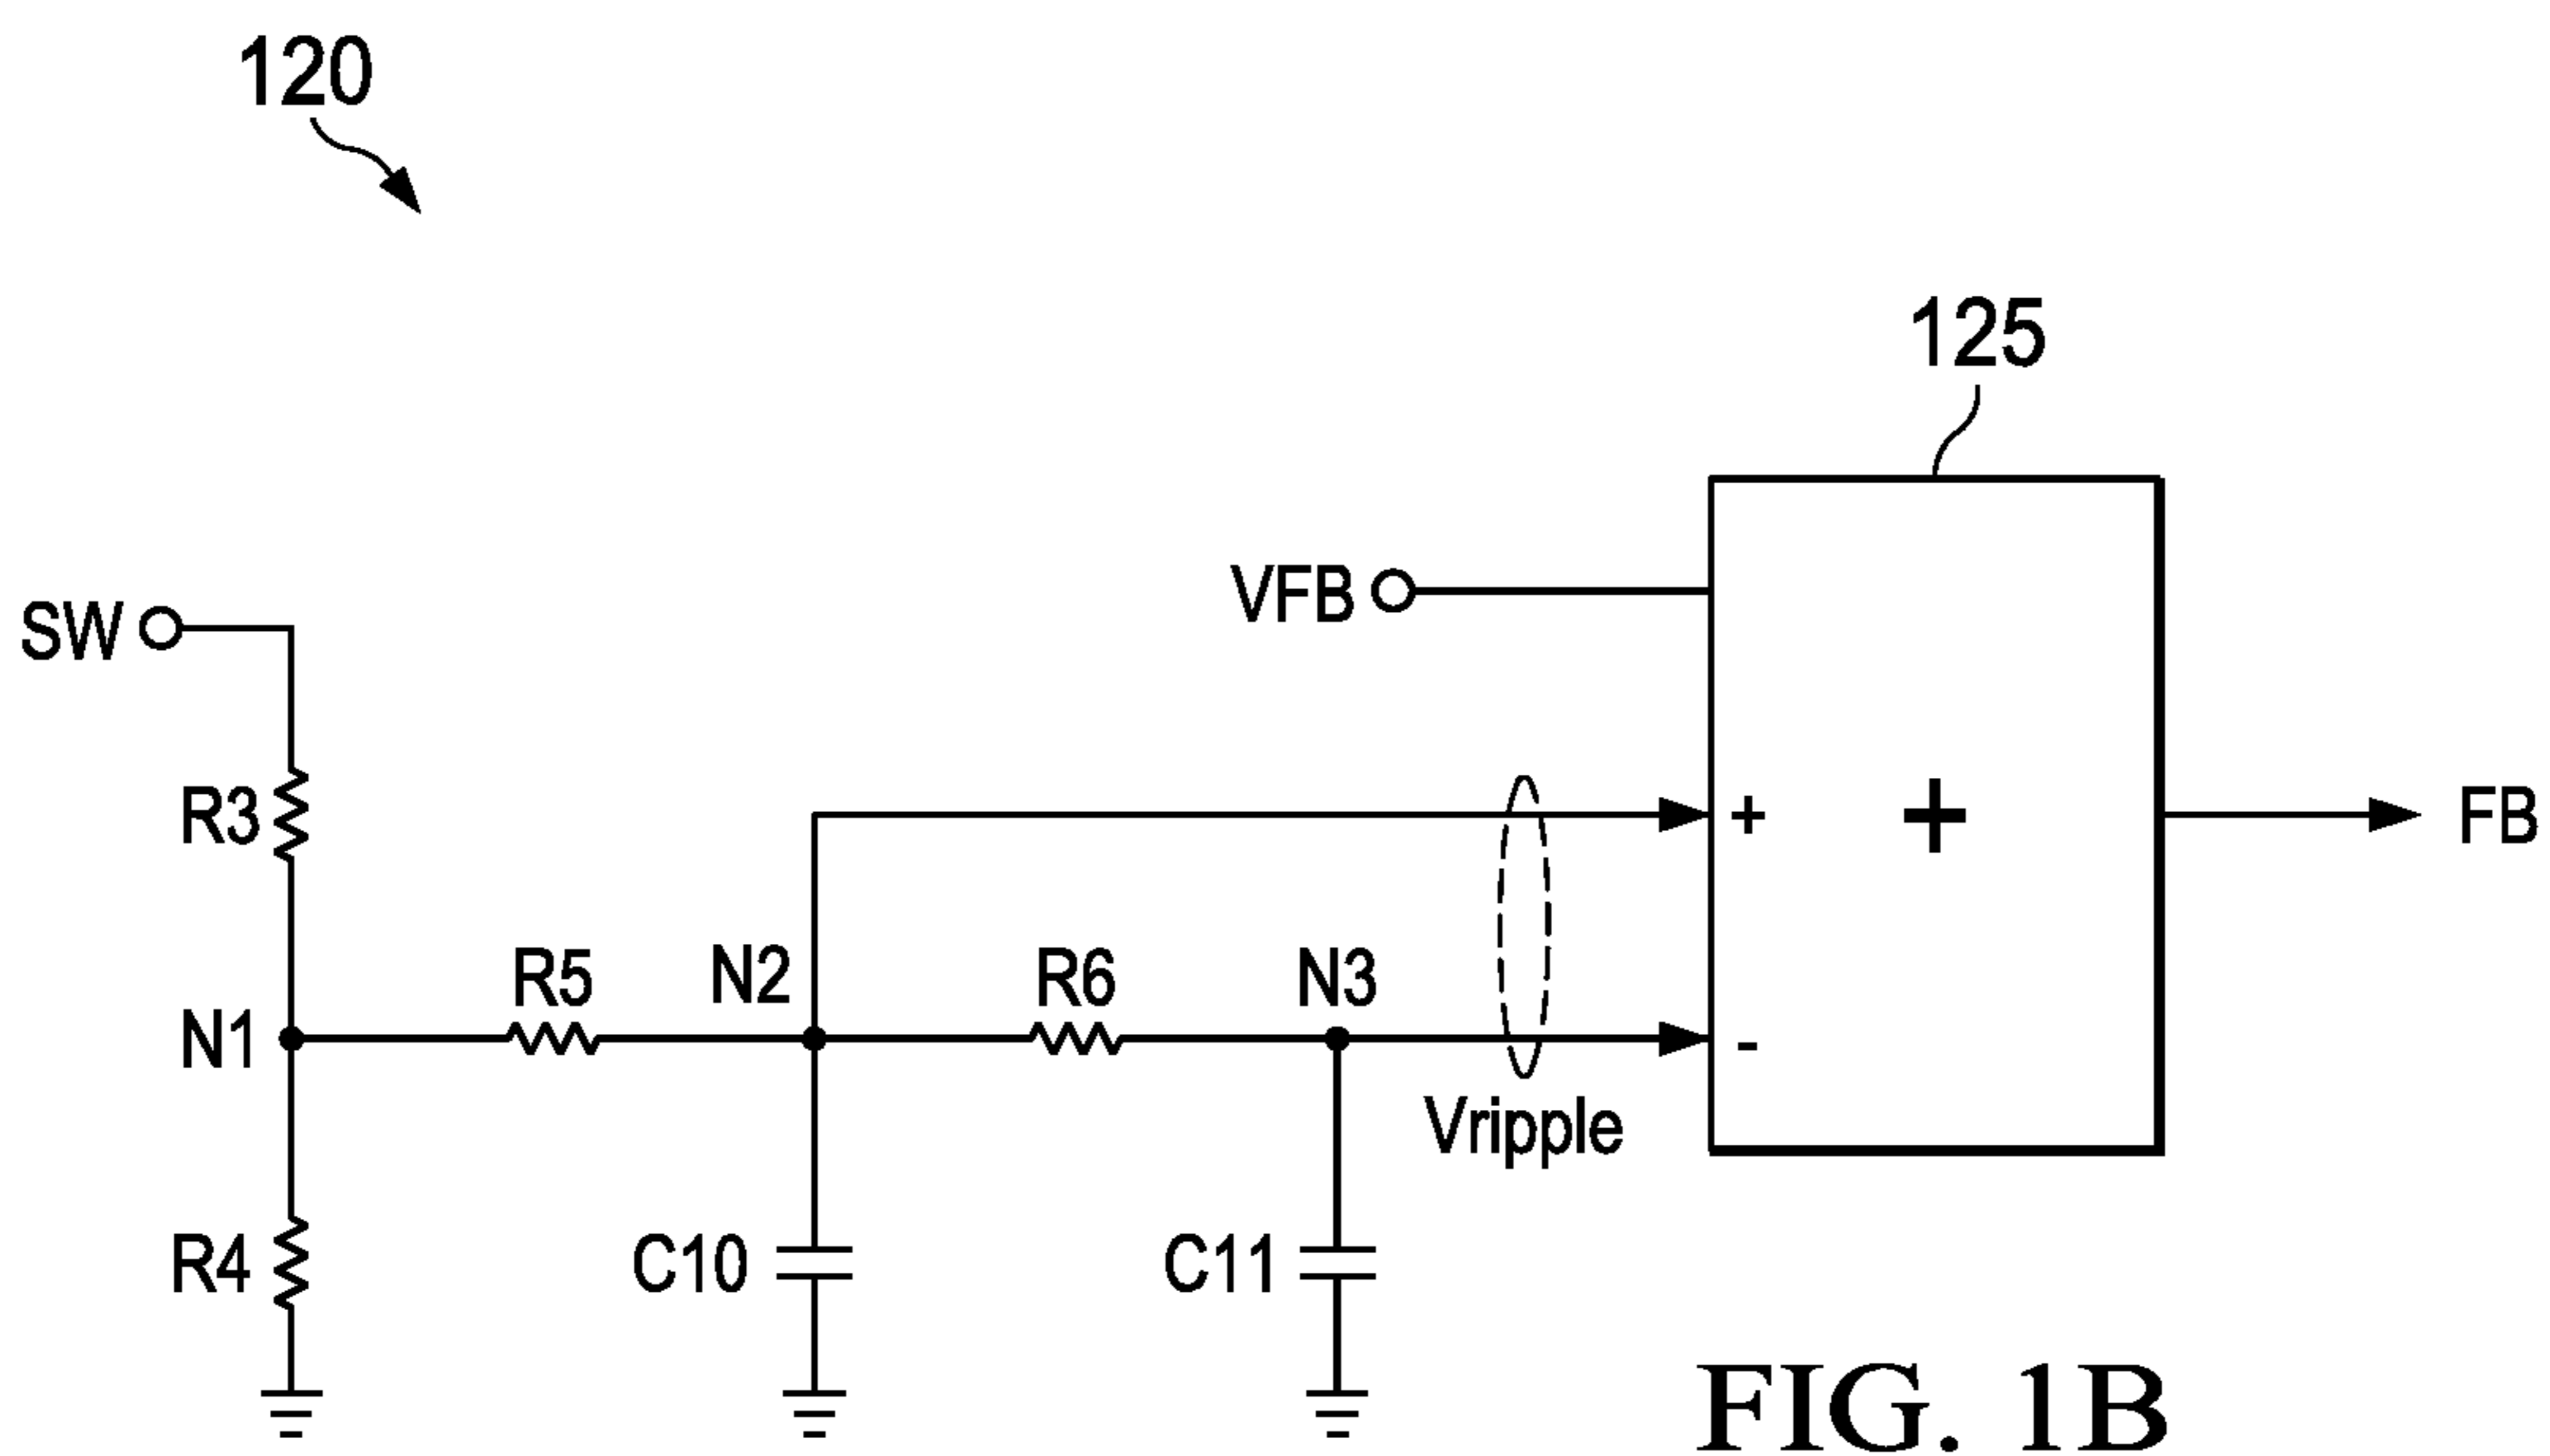 120
125
VFB
SW
R3
+
+
FB
N1
R5
N2
R6
N3
-
Vripple
R4
C10
C11
FIG. 1B